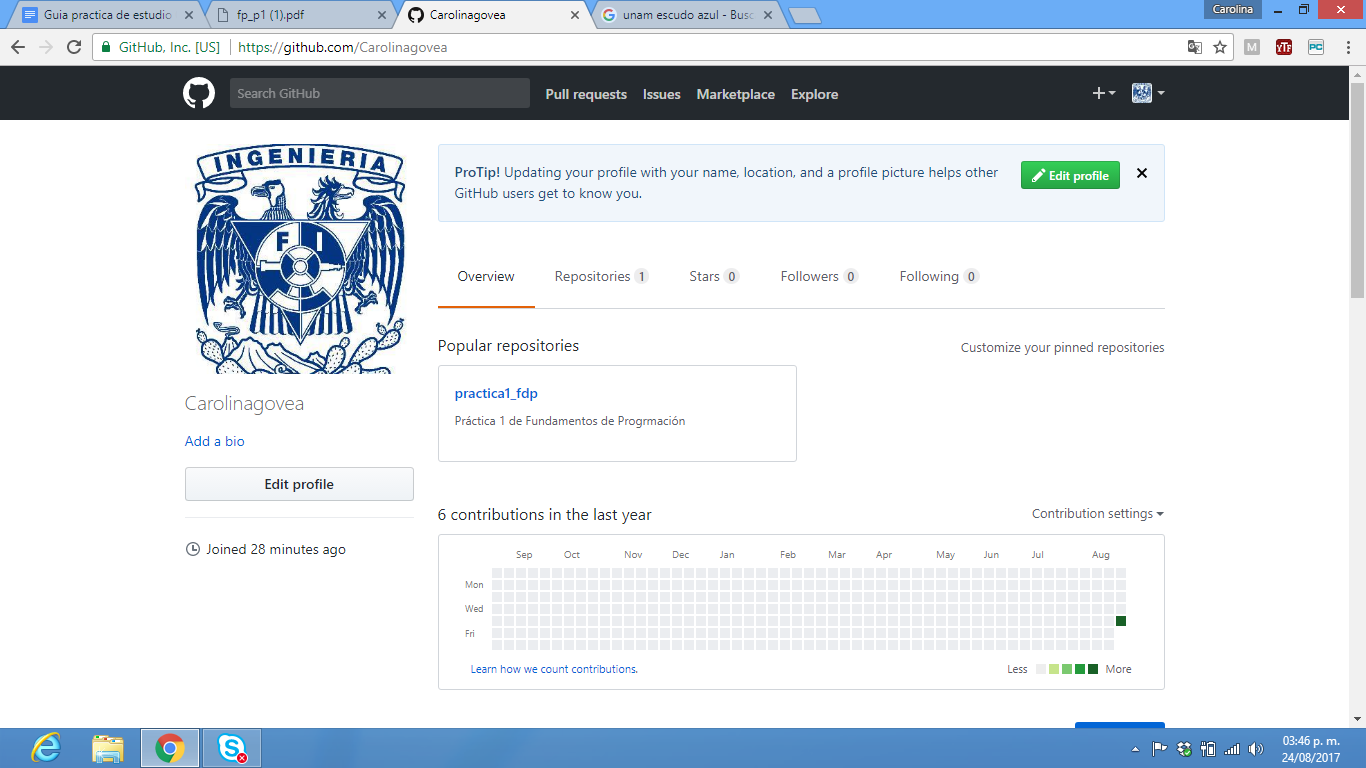 Guia practica de estudio
fp_p1 (1).pdf
Carolinagovea
unam escudo azul - Busc
Carolina
GitHub, Inc. [US]
https://github.com/Carolinagovea
M
YTF
PC
Search GitHub
Pull requests
Issues
Marketplace
Explore
INGENIERIA
F I
Carolinagovea
Add a bio
Edit profile
Joined 28 minutes ago
ProTip! Updating your profile with your name, location, and a profile picture helps other
GitHub users get to know you.
Edit profile
Overview
Repositories 1
Stars 0
Followers 0
Following 0
Popular repositories
Customize your pinned repositories
practica1_fdp
Práctica 1 de Fundamentos de Progrmación
6 contributions in the last year
Contribution settings
Sep Oct Nov Dec Jan Feb Mar Apr May Jun Jul Aug
Mon
Wed
Fri
Learn how we count contributions.
Less
More
03:46 p. m.
24/08/2017